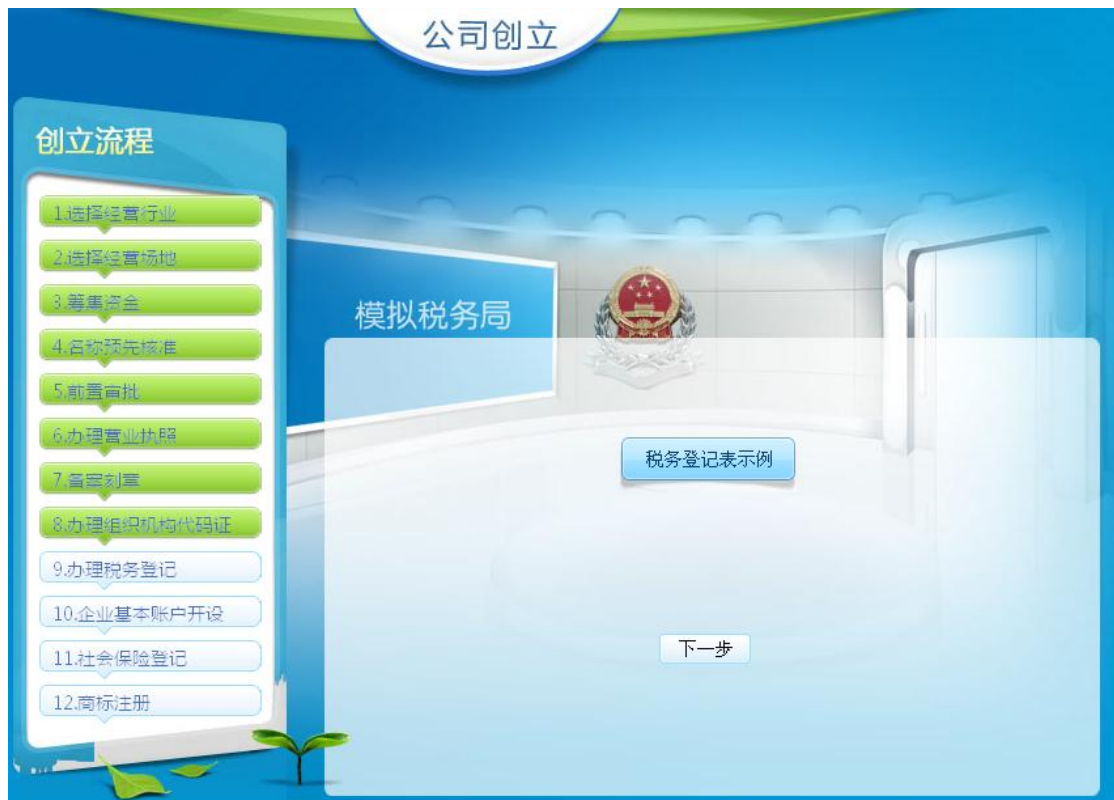 公司创立
创立流程
1.选择经营行业
2.选择经营场地
3.筹集资金
4.名称预先核准
5.前置审批
6.办理营业执照
7.备案刻章
8.办理组织机构代码证
9.办理税务登记
10.企业基本账户开设
11.社会保险登记
12.商标注册
模拟税务局
税务登记表示例
下一步